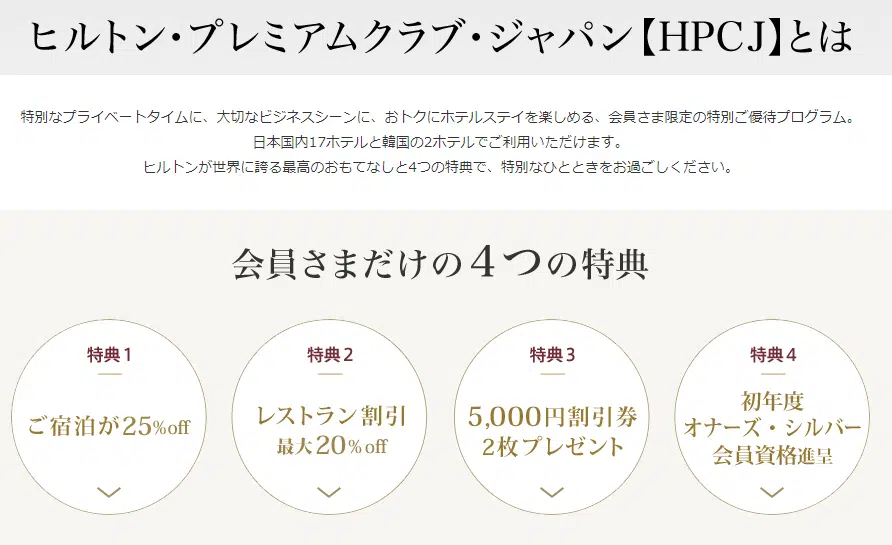 ヒルトン・プレミアムクラブ・ジャパン【HPCJ】とは
特別なプライベートタイムに、大切なビジネスシーンに、おトクにホテルステイを楽しめる、会員さま限定の特別ご優待プログラム。
日本国内17ホテルと韓国の2ホテルでご利用いただけます。
ヒルトンが世界に誇る最高のおもてなしと4つの特典で、特別なひとときをお過ごしください。
会員さまだけの4つの特典
特典1
ご宿泊が25%off
特典2
レストラン割引
最大20%off
特典3
5,000円割引券
2枚プレゼント
特典4
初年度
オナーズ・シルバー
会員資格進呈